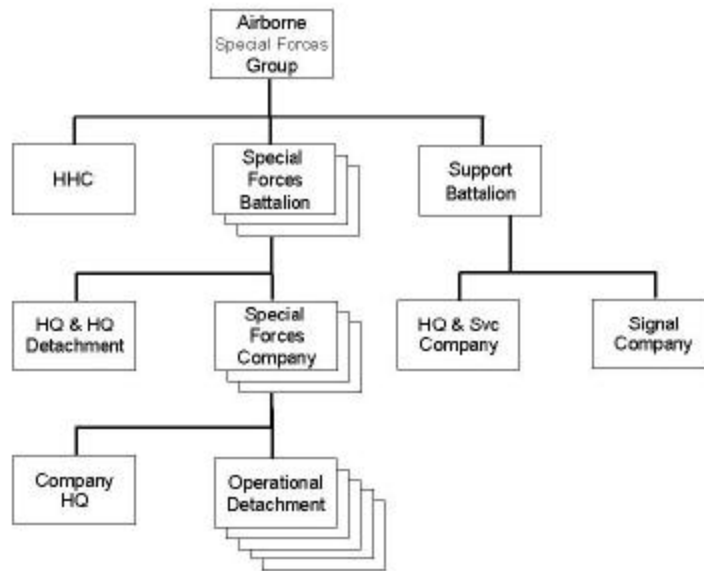 Airborne
Special Forces
Group
HHC
Special
Forces
Battalion
Support
Battalion
HQ & HQ
Detachment
Special
Forces
Company
HQ & Svc
Company
Signal
Company
Company
HQ
Operational
Detachment